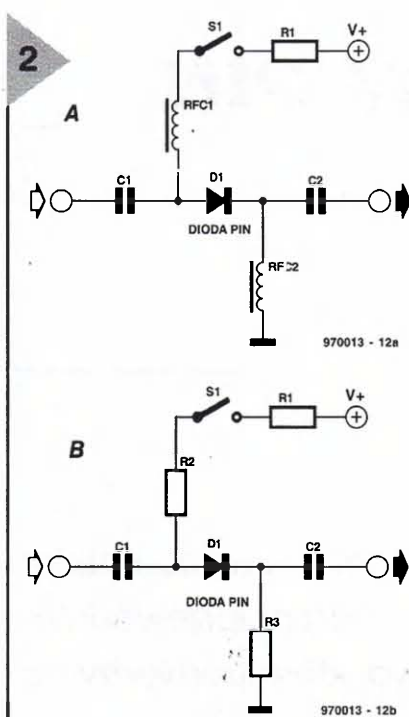 2
A
S1
R1
V+
RFC1
C1
D1
C2
DIODA PIN
RFC2
970013 - 12a
B
S1
R1
V+
R2
C1
D1
C2
DIODA PIN
R3
970013 - 12b